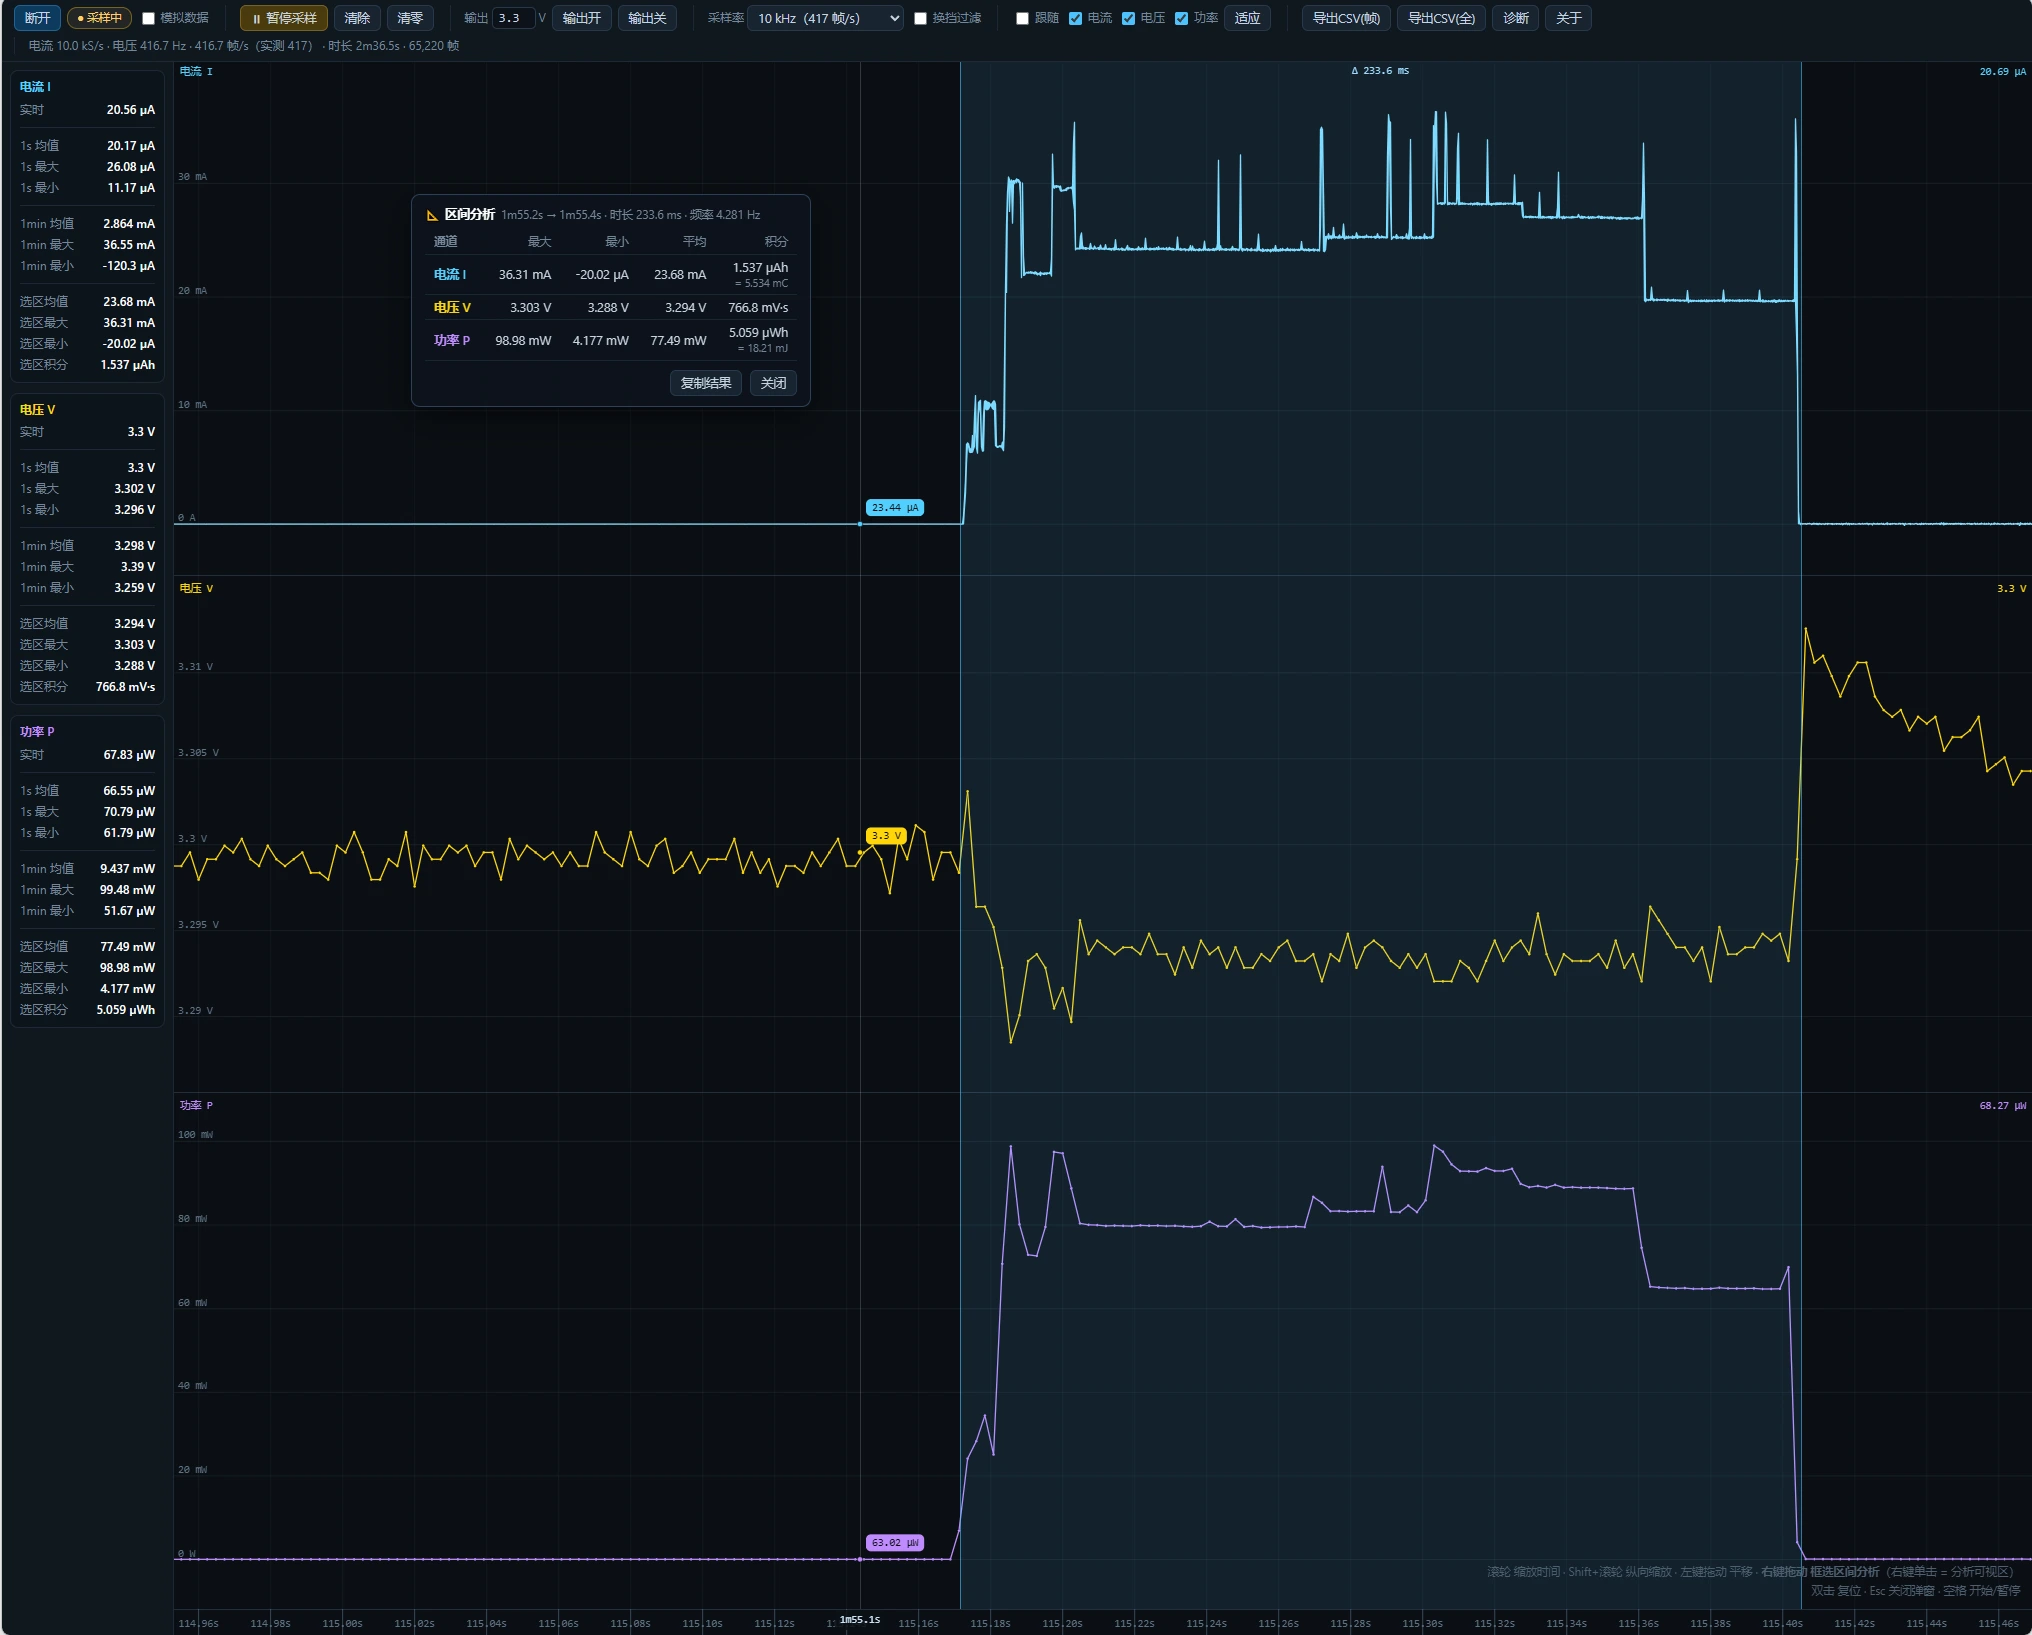 断开 采样中 模拟数据 暂停采样 清除 清零 输出 3.3 V 输出开 输出关 采样率 10 kHz (417 帧/s) 换挡过滤 跟随 电流 电压 功率 适应 导出CSV(帧) 导出CSV(全) 诊断 关于
电流 10.0 kS/s · 电压 416.7 Hz · 416.7 帧/s (实测 417) · 时长 2m36.5s · 65,220 帧
电流 I
实时 20.56 µA
1s 均值 20.17 µA
1s 最大 26.08 µA
1s 最小 11.17 µA
1min 均值 2.864 mA
1min 最大 36.55 mA
1min 最小 -120.3 µA
选区均值 23.68 mA
选区最大 36.31 mA
选区最小 -20.02 µA
选区积分 1.537 µAh
电压 V
实时 3.3 V
1s 均值 3.3 V
1s 最大 3.302 V
1s 最小 3.296 V
1min 均值 3.298 V
1min 最大 3.39 V
1min 最小 3.259 V
选区均值 3.294 V
选区最大 3.303 V
选区最小 3.288 V
选区积分 766.8 mV·s
功率 P
实时 67.83 µW
1s 均值 66.55 µW
1s 最大 70.79 µW
1s 最小 61.79 µW
1min 均值 9.437 mW
1min 最大 99.48 mW
1min 最小 51.67 µW
选区均值 77.49 mW
选区最大 98.98 mW
选区最小 4.177 mW
选区积分 5.059 µWh
电流 I Δ 233.6 ms 20.69 µA
30 mA
20 mA
10 mA
0 A
23.44 µA
区间分析 1m55.2s → 1m55.4s · 时长 233.6 ms · 频率 4.281 Hz
通道 最大 最小 平均 积分
电流 I 36.31 mA -20.02 µA 23.68 mA 1.537 µAh
= 5.534 mC
电压 V 3.303 V 3.288 V 3.294 V 766.8 mV·s
功率 P 98.98 mW 4.177 mW 77.49 mW 5.059 µWh
= 18.21 mJ
复制结果 关闭
电压 V 3.3 V
3.31 V
3.305 V
3.3 V
3.295 V
3.29 V
3.3 V
功率 P 68.27 µW
100 mW
80 mW
60 mW
40 mW
20 mW
0 W
63.02 µW
滚轮 缩放时间 · Shift+滚轮 纵向缩放 · 左键拖动 平移 · 右键拖动 框选区间分析 (右键单击 = 分析可视区)
双击 复位 · Esc 关闭弹窗 · 空格 开始/暂停
114.96s 114.98s 115.00s 115.02s 115.04s 115.06s 115.08s 115.10s 115.12s 1m55.1s 115.16s 115.18s 115.20s 115.22s 115.24s 115.26s 115.28s 115.30s 115.32s 115.34s 115.36s 115.38s 115.40s 115.42s 115.44s 115.46s